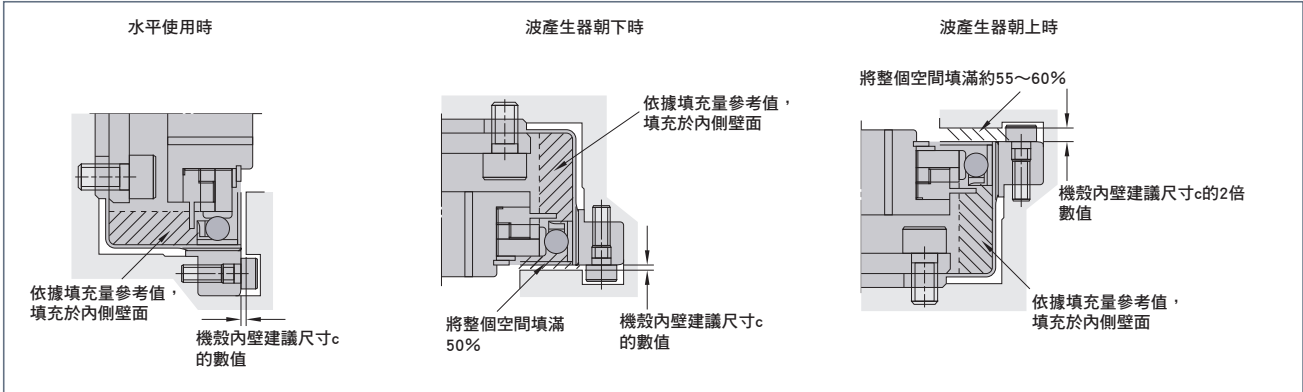 水平使用時
依據填充量參考值，
填充於內側壁面
機殼內壁建議尺寸c
的數值
波產生器朝下時
依據填充量參考值，
填充於內側壁面
將整個空間填滿
50%
機殼內壁建議尺寸c
的數值
波產生器朝上時
將整個空間填滿約55～60%
機殼內壁建議尺寸c的2倍
數值
依據填充量參考值，
填充於內側壁面